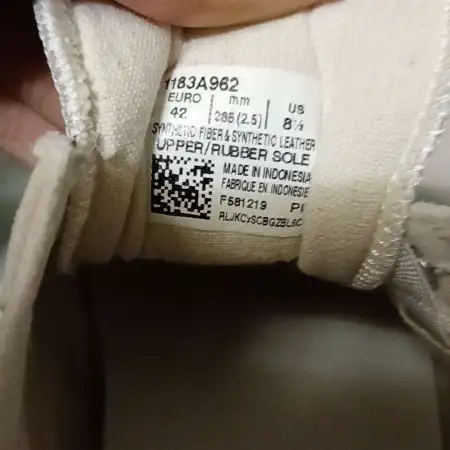 1183A962
EURO mm US
42 265(2.5) 8½
SYNTHETIC FIBER & SYNTHETIC LEATHER
UPPER/RUBBER SOLE
MADE IN INDONESIA
FABRIQUE EN INDONESIE
F581219 PI
RLJKCxSCBGZBL6C